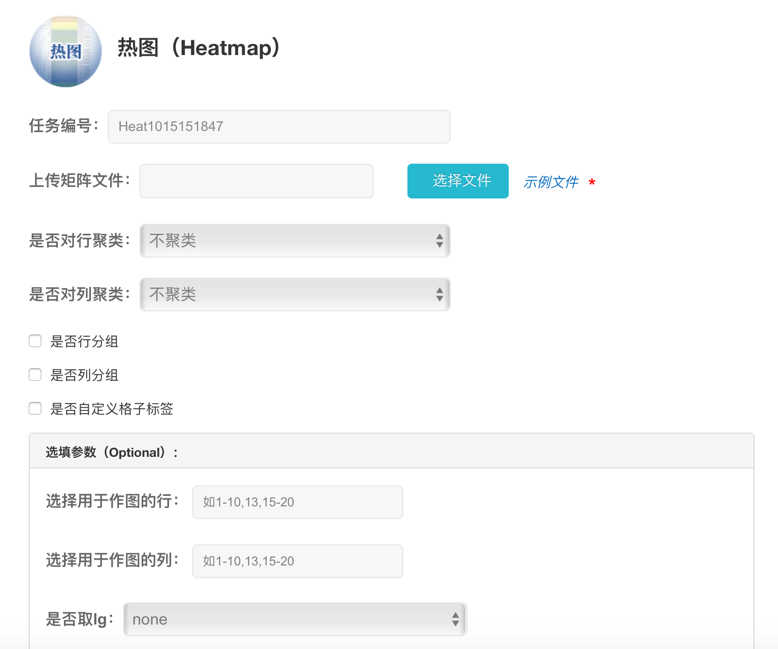 热图
热图（Heatmap）
任务编号： Heat1015151847
上传矩阵文件： 选择文件 示例文件 *
是否对行聚类： 不聚类
是否对列聚类： 不聚类
是否行分组
是否列分组
是否自定义格子标签
选填参数（Optional）：
选择用于作图的行： 如1-10,13,15-20
选择用于作图的列： 如1-10,13,15-20
是否取lg： none